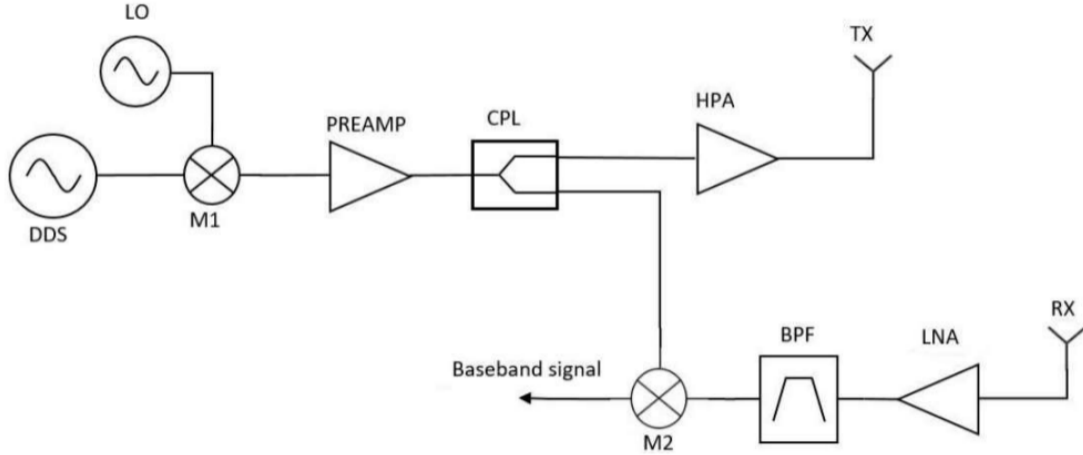 LO
TX
HPA
CPL
PREAMP
M1
DDS
RX
BPF
LNA
Baseband signal
M2